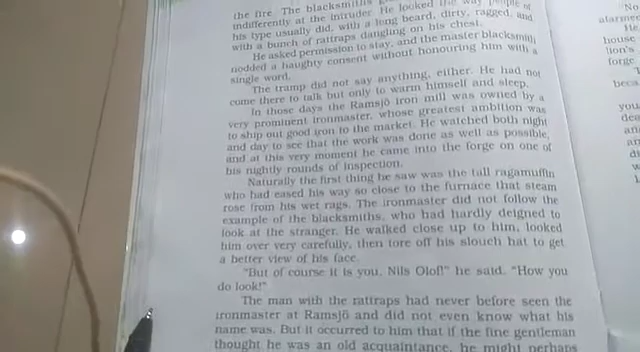 the fire. The blacksmiths
indifferently at the intruder. He looked the way people of
his type usually did, with a long beard, dirty, ragged, and
with a bunch of rattraps dangling on his chest.
He asked permission to stay, and the master blacksmith
nodded a haughty consent without honouring him with a
single word.
The tramp did not say anything, either. He had not
come there to talk but only to warm himself and sleep.
In those days the Ramsjö iron mill was owned by a
very prominent ironmaster, whose greatest ambition was
to ship out good iron to the market. He watched both night
and day to see that the work was done as well as possible,
and at this very moment he came into the forge on one of
his nightly rounds of inspection.
Naturally the first thing he saw was the tall ragamuffin
who had eased his way so close to the furnace that steam
rose from his wet rags. The ironmaster did not follow the
example of the blacksmiths, who had hardly deigned to
look at the stranger. He walked close up to him, looked
him over very carefully, then tore off his slouch hat to get
a better view of his face.
“But of course it is you, Nils Olof!” he said. “How you
do look!”
The man with the rattraps had never before seen the
ironmaster at Ramsjö and did not even know what his
name was. But it occurred to him that if the fine gentleman
thought he was an old acquaintance, he might perhaps
No
alarm
He
house
lion's
forge
beca
you